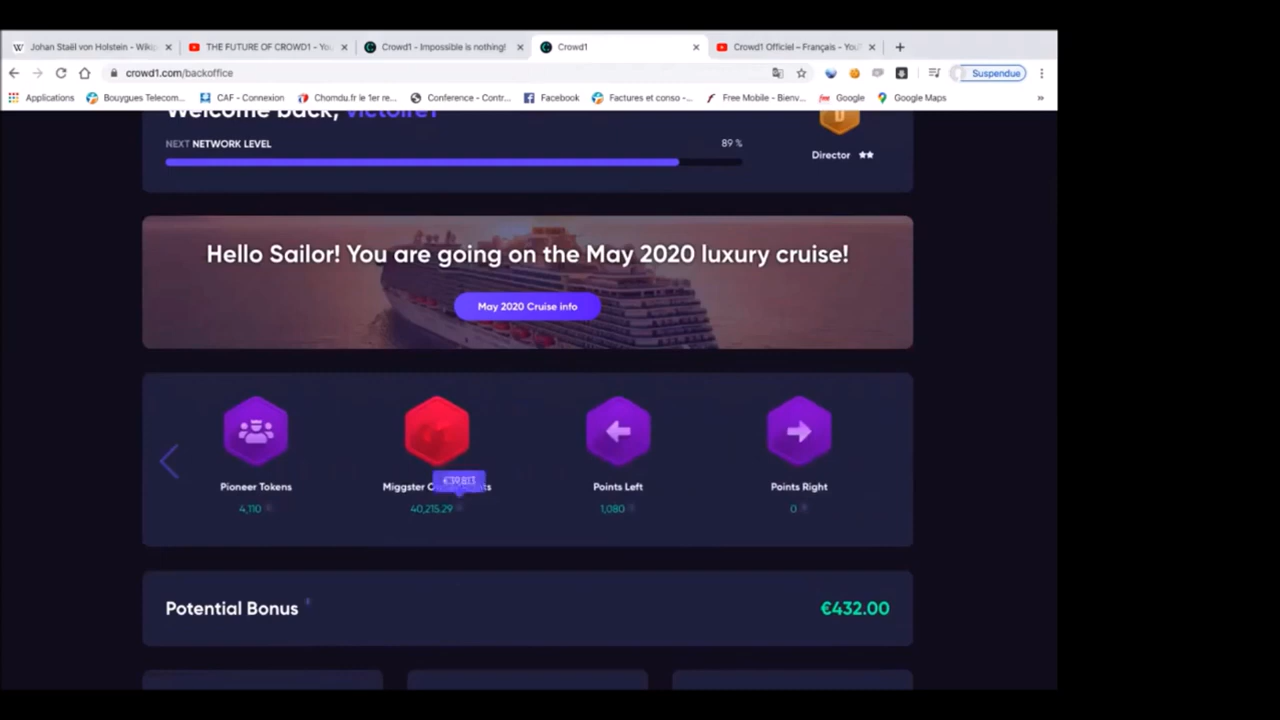 Johan Staël von Holstein - Wiki
THE FUTURE OF CROWD1 - Yo
Crowd1 - Impossible is nothing!
Crowd1
Crowd1 Officiel – Français - You
crowd1.com/backoffice
Suspendue
Applications
Bouygues Telecom...
CAF - Connexion
Chomdu.fr le 1er re...
Conference - Contr...
Facebook
Factures et conso -...
Free Mobile - Bienv...
Google
Google Maps
»
Welcome back, victoire1
NEXT NETWORK LEVEL
89 %
Director
Hello Sailor! You are going on the May 2020 luxury cruise!
May 2020 Cruise info
Pioneer Tokens
4,110
Miggster
40,215.29
Points Left
1,080
Points Right
0
Potential Bonus
€432.00